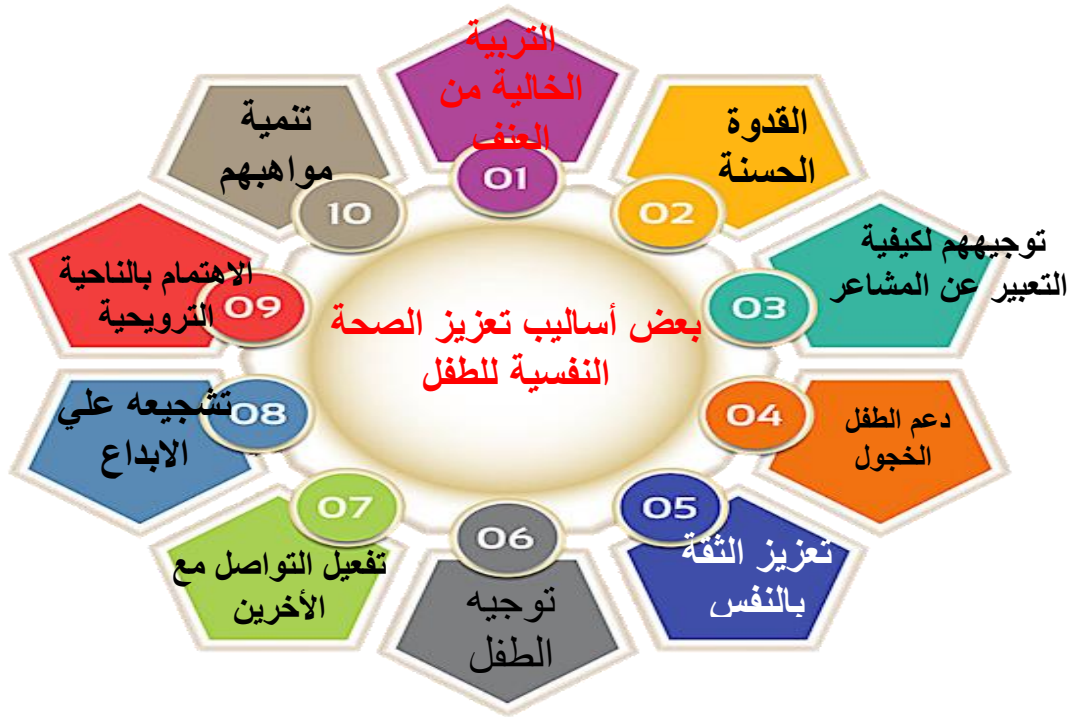 بعض أساليب تعزيز الصحة
النفسية للطفل
01
التربية
الخالية من
العنف
02
القدوة
الحسنة
03
توجيههم لكيفية
التعبير عن المشاعر
04
دعم الطفل
الخجول
05
تعزيز الثقة
بالنفس
06
توجيه
الطفل
07
تفعيل التواصل مع
الأخرين
08
تشجيعه علي
الابداع
09
الاهتمام بالناحية
الترويحية
10
تنمية
مواهبهم